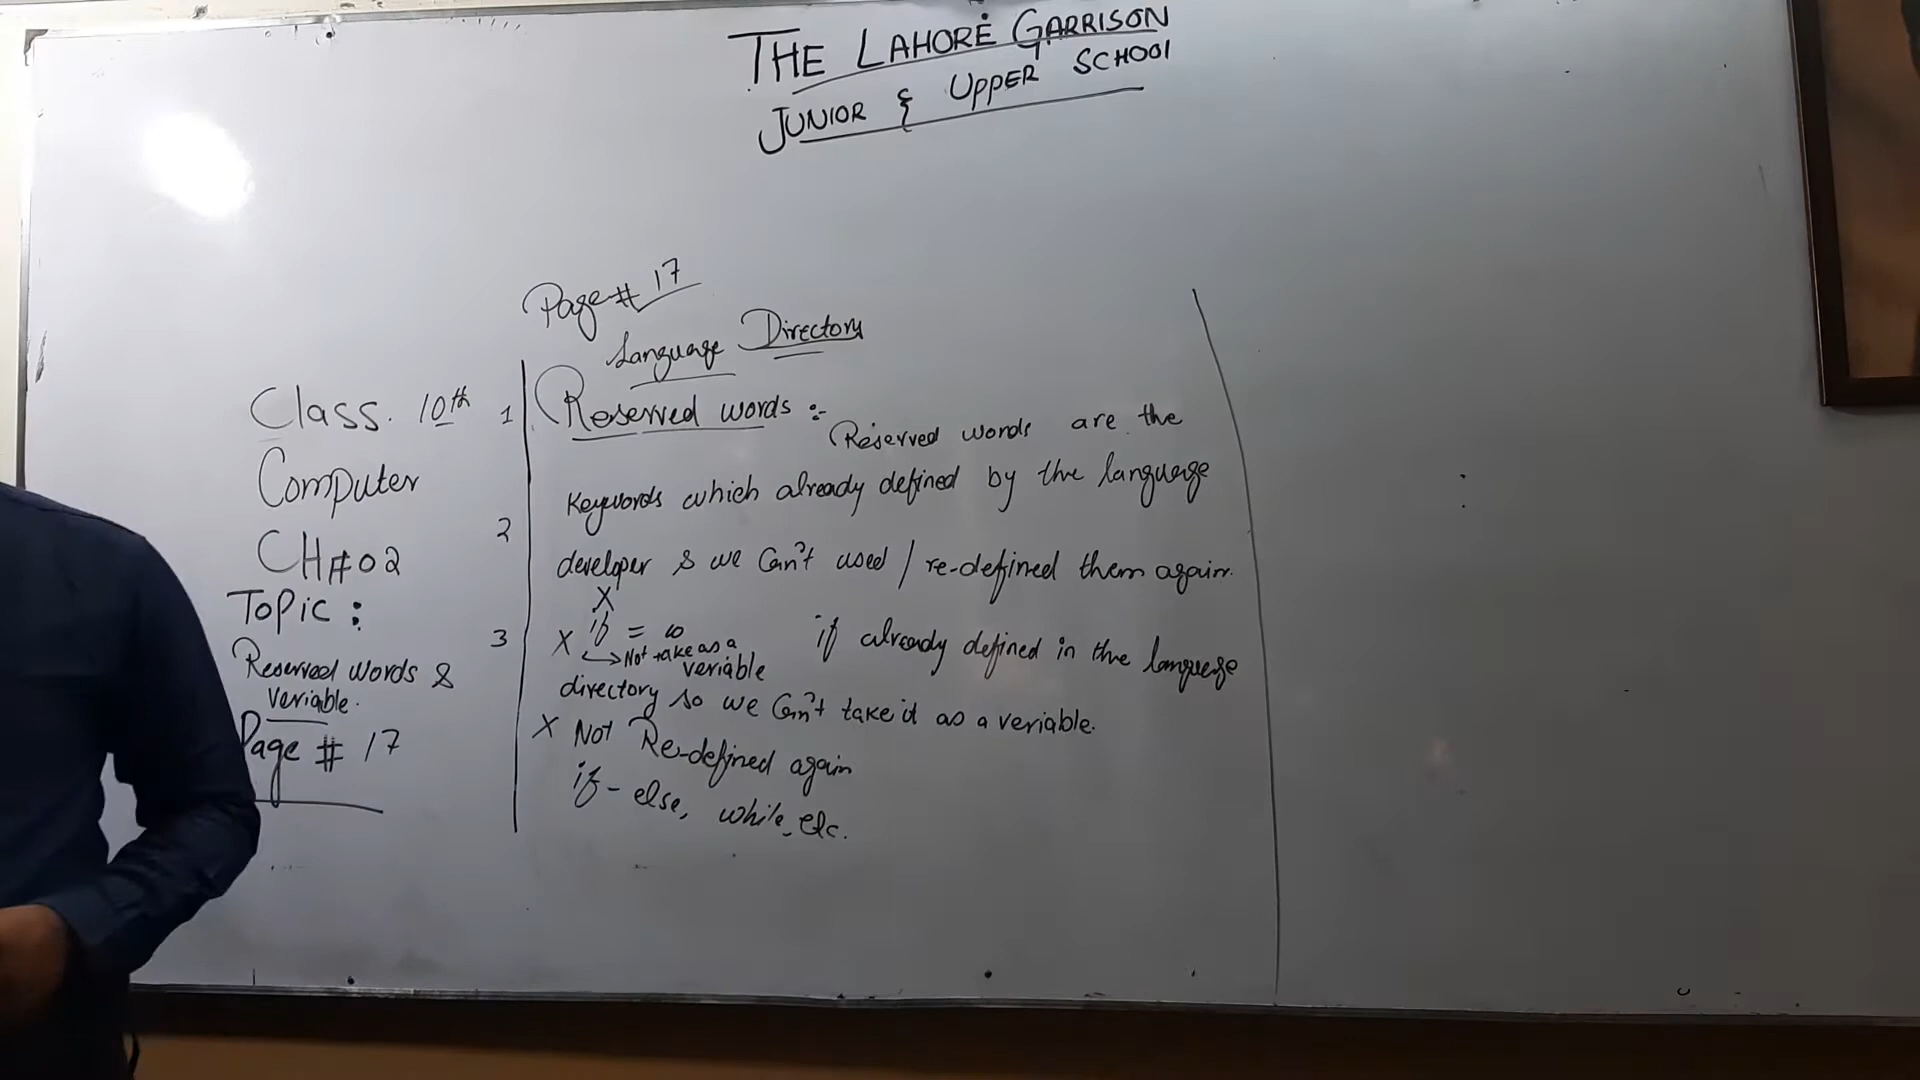 THE LAHORE GARRISON
JUNIOR & UPPER SCHOOL
Class. 10th
Computer
CH#02
Topic:
Reserved words &
veriable.
Page # 17
1
2
3
Page # 17
Language Directory
Reserved words :-
Reserved words are the
keywords which already defined by the language
developer & we Can't used / re-defined them again.
X
X if =
Not take as a
veriable
if already defined in the language
directory so we Can't take it as a veriable.
X Not Re-defined again
if - else, while, etc.